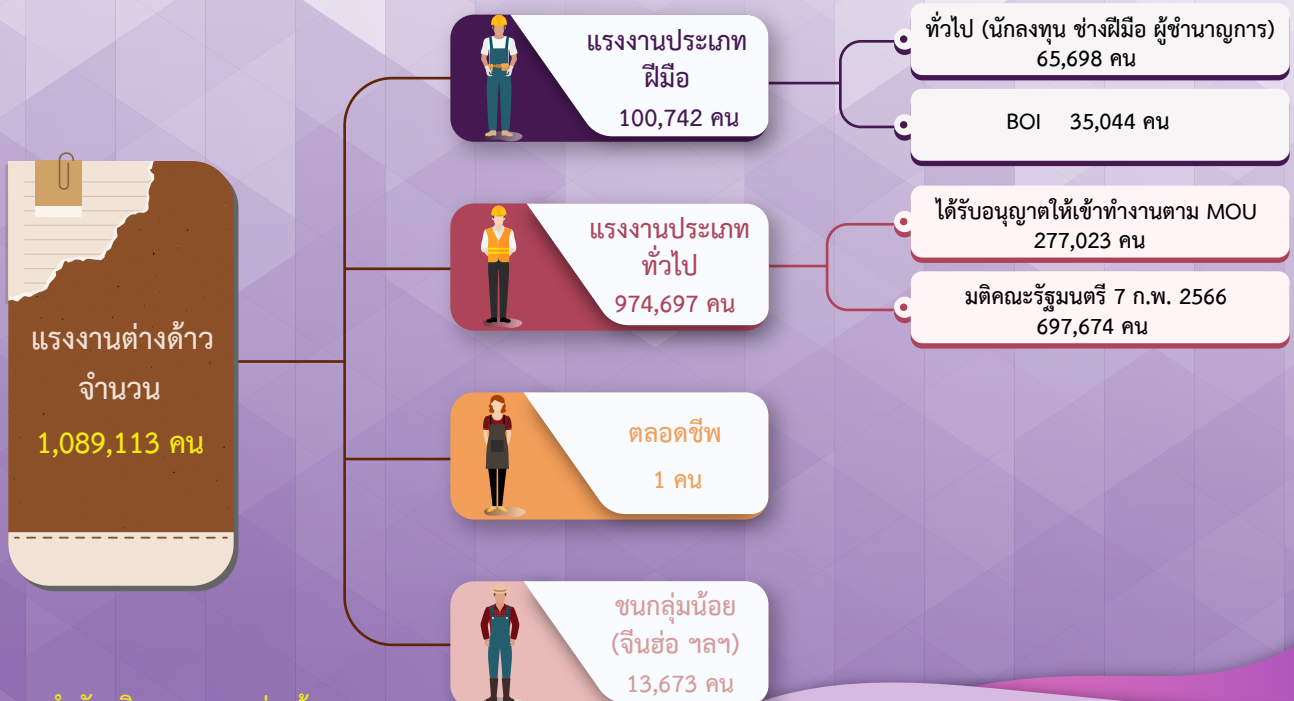 แรงงานต่างด้าว
จำนวน
1,089,113 คน
แรงงานประเภท
ฝีมือ
100,742 คน
ทั่วไป (นักลงทุน ช่างฝีมือ ผู้ชำนาญการ)
65,698 คน
BOI 35,044 คน
แรงงานประเภท
ทั่วไป
974,697 คน
ได้รับอนุญาตให้เข้าทำงานตาม MOU
277,023 คน
มติคณะรัฐมนตรี 7 ก.พ. 2566
697,674 คน
ตลอดชีพ
1 คน
ชนกลุ่มน้อย
(จีนฮ่อ ฯลฯ)
13,673 คน